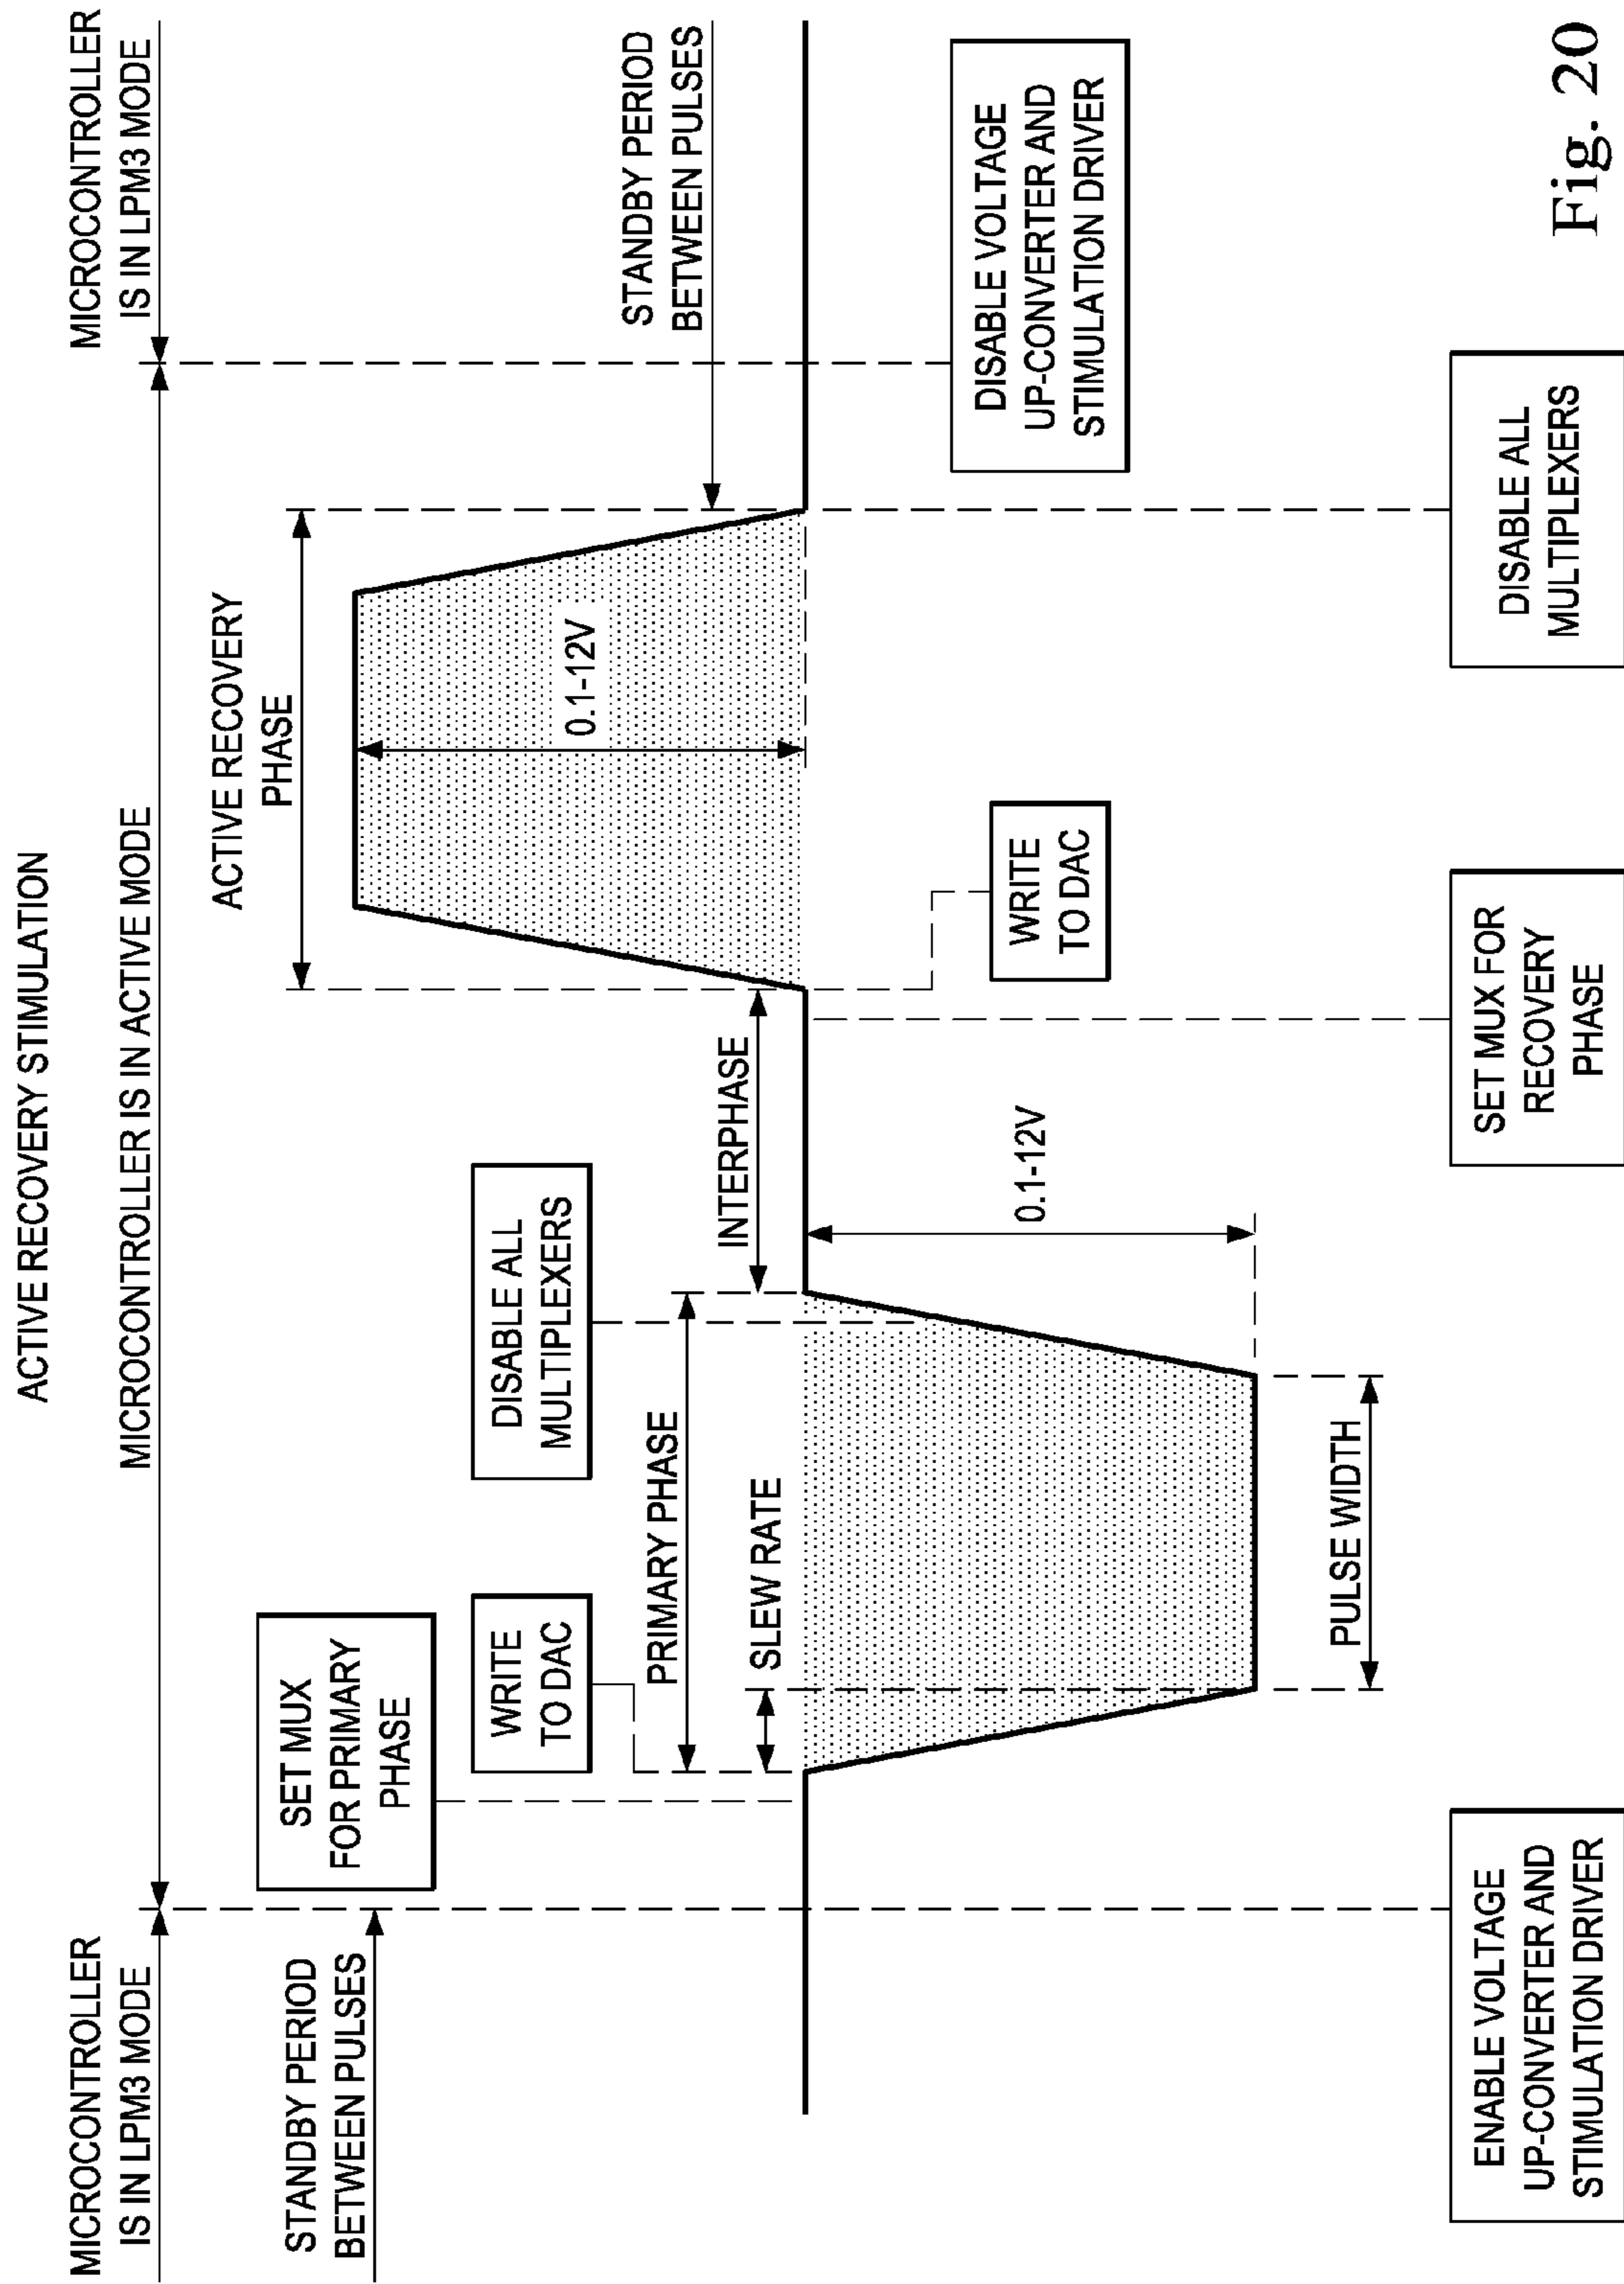 ACTIVE RECOVERY STIMULATION
MICROCONTROLLER
IS IN LPM3 MODE
MICROCONTROLLER IS IN ACTIVE MODE
MICROCONTROLLER
IS IN LPM3 MODE
STANDBY PERIOD
BETWEEN PULSES
SET MUX
FOR PRIMARY
PHASE
WRITE
TO DAC
DISABLE ALL
MULTIPLEXERS
PRIMARY PHASE
SLEW RATE
INTERPHASE
ACTIVE RECOVERY
PHASE
0.1-12V
STANDBY PERIOD
BETWEEN PULSES
0.1-12V
PULSE WIDTH
WRITE
TO DAC
DISABLE VOLTAGE
UP-CONVERTER AND
STIMULATION DRIVER
ENABLE VOLTAGE
UP-CONVERTER AND
STIMULATION DRIVER
SET MUX FOR
RECOVERY
PHASE
DISABLE ALL
MULTIPLEXERS
Fig. 20